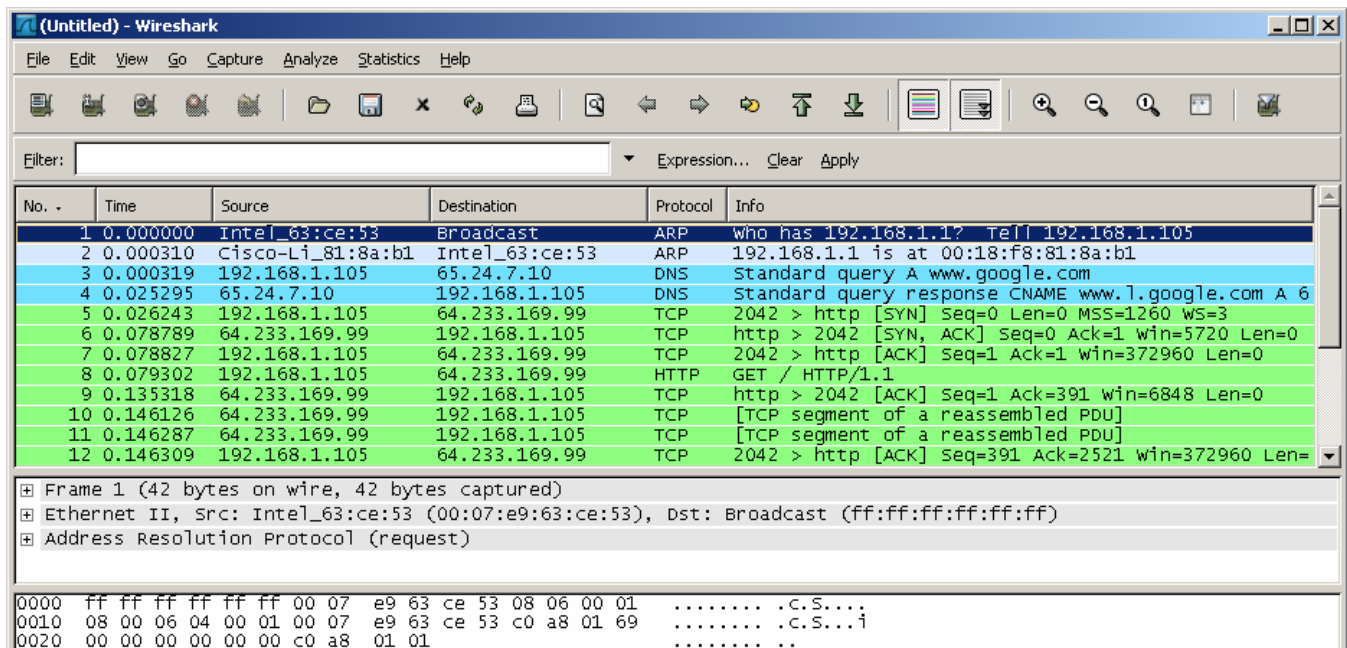 (Untitled) - Wireshark
File Edit View Go Capture Analyze Statistics Help
Filter: Expression... Clear Apply
No. Time Source Destination Protocol Info
1 0.000000 Intel_63:ce:53 Broadcast ARP Who has 192.168.1.1? Tell 192.168.1.105
2 0.000310 Cisco-Li_81:8a:b1 Intel_63:ce:53 ARP 192.168.1.1 is at 00:18:f8:81:8a:b1
3 0.000319 192.168.1.105 65.24.7.10 DNS Standard query A www.google.com
4 0.025295 65.24.7.10 192.168.1.105 DNS Standard query response CNAME www.l.google.com A 6
5 0.026243 192.168.1.105 64.233.169.99 TCP 2042 > http [SYN] Seq=0 Len=0 MSS=1260 WS=3
6 0.078789 64.233.169.99 192.168.1.105 TCP http > 2042 [SYN, ACK] Seq=0 Ack=1 Win=5720 Len=0
7 0.078827 192.168.1.105 64.233.169.99 TCP 2042 > http [ACK] Seq=1 Ack=1 Win=372960 Len=0
8 0.079302 192.168.1.105 64.233.169.99 HTTP GET / HTTP/1.1
9 0.135318 64.233.169.99 192.168.1.105 TCP http > 2042 [ACK] Seq=1 Ack=391 Win=6848 Len=0
10 0.146126 64.233.169.99 192.168.1.105 TCP [TCP segment of a reassembled PDU]
11 0.146287 64.233.169.99 192.168.1.105 TCP [TCP segment of a reassembled PDU]
12 0.146309 192.168.1.105 64.233.169.99 TCP 2042 > http [ACK] Seq=391 Ack=2521 Win=372960 Len=
Frame 1 (42 bytes on wire, 42 bytes captured)
Ethernet II, Src: Intel_63:ce:53 (00:07:e9:63:ce:53), Dst: Broadcast (ff:ff:ff:ff:ff:ff)
Address Resolution Protocol (request)
0000 ff ff ff ff ff ff 00 07 e9 63 ce 53 08 06 00 01 ........ .c.S....
0010 08 00 06 04 00 01 00 07 e9 63 ce 53 c0 a8 01 69 ........ .c.S...i
0020 00 00 00 00 00 00 c0 a8 01 01 ........ ..